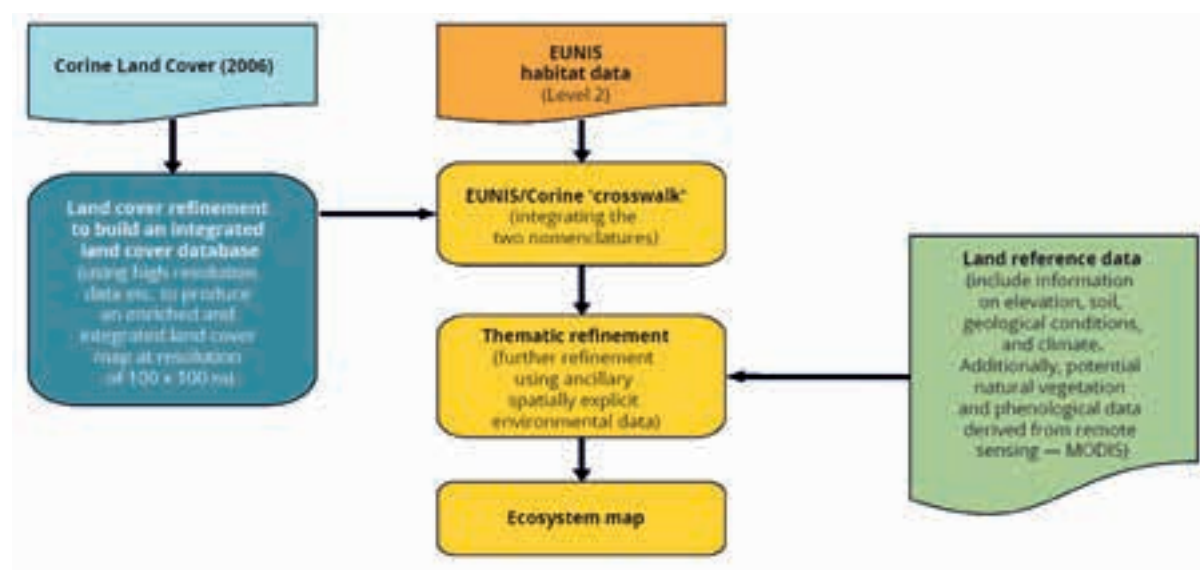 Corine Land Cover (2006)
EUNIS
habitat data
(Level 2)
Land cover refinement
to build an integrated
land cover database
(using high resolution
data etc. to produce
an enriched and
integrated land cover
map at resolution
of 100 x 100 m)
EUNIS/Corine "crosswalk"
(integrating the
two nomenclatures)
Thematic refinement
(further refinement
using ancillary
spatially explicit
environmental data)
Ecosystem map
Land reference data
(include information
on elevation, soil,
geological conditions,
and climate.
Additionally, potential
natural vegetation
and phenological data
derived from remote
sensing — MODIS)